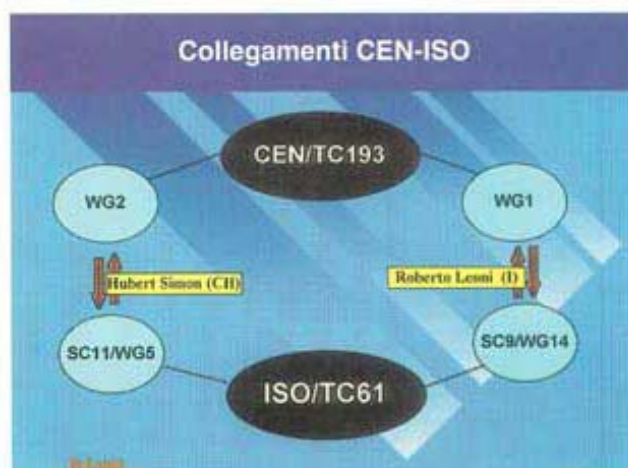 Collegamenti CEN-ISO
CEN/TC193
WG2
WG1
Hubert Simon (CH)
Roberto Leoni (I)
SC11/WG5
SC9/WG14
ISO/TC61